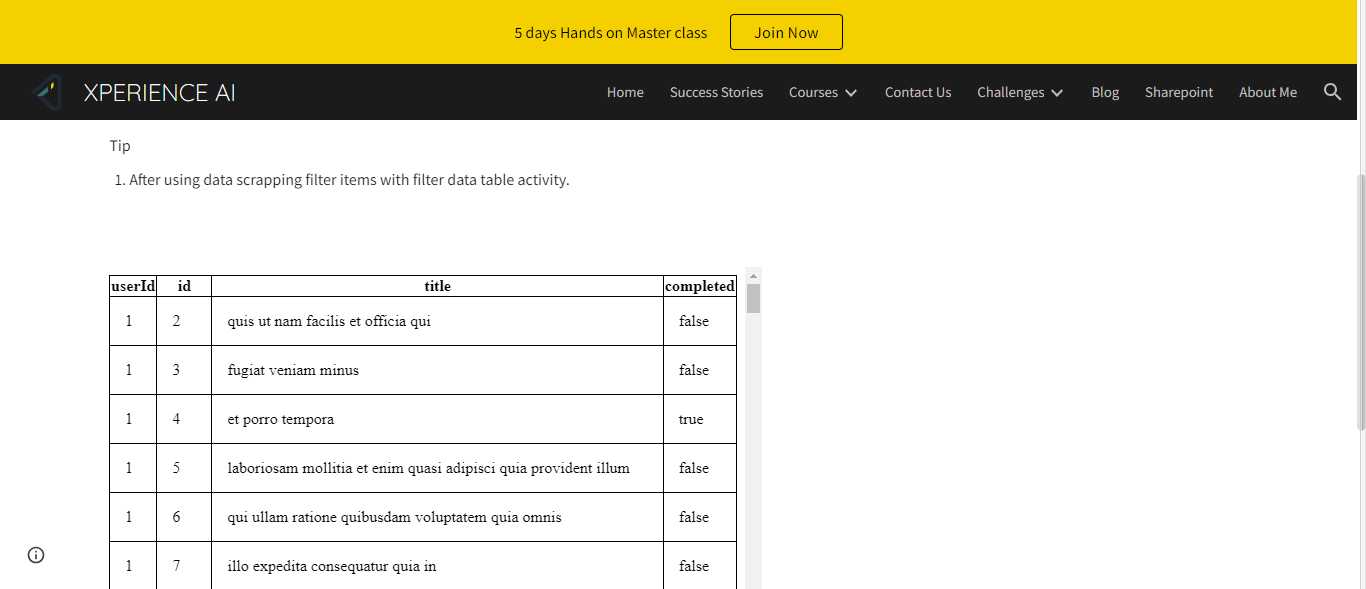 5 days Hands on Master class Join Now
XPERIENCE AI Home Success Stories Courses Contact Us Challenges Blog Sharepoint About Me
Tip
1. After using data scrapping filter items with filter data table activity.
userId id title completed
1 2 quis ut nam facilis et officia qui false
1 3 fugiat veniam minus false
1 4 et porro tempora true
1 5 laboriosam mollitia et enim quasi adipisci quia provident illum false
1 6 qui ullam ratione quibusdam voluptatem quia omnis false
1 7 illo expedita consequatur quia in false